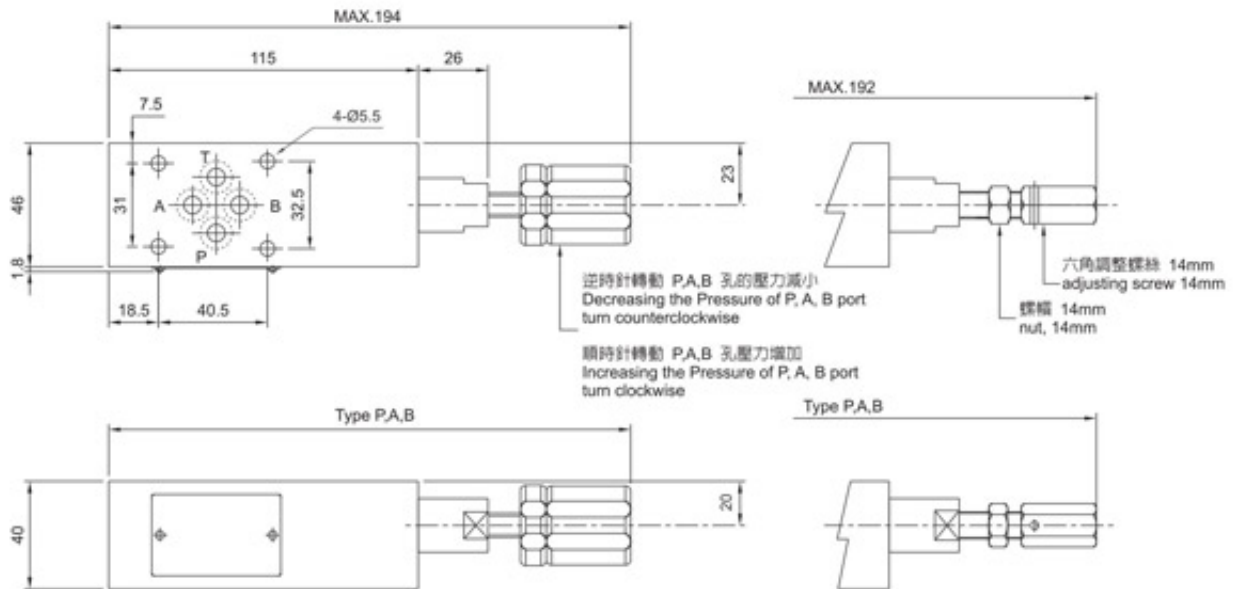 MAX.194
115
26
7.5
4-Ø5.5
T
A
B
P
46
31
32.5
1.8
18.5
40.5
23
MAX.192
逆時針轉動 P,A,B 孔的壓力減小
Decreasing the Pressure of P, A, B port
turn counterclockwise
順時針轉動 P,A,B 孔壓力增加
Increasing the Pressure of P, A, B port
turn clockwise
六角調整螺絲 14mm
adjusting screw 14mm
螺帽 14mm
nut, 14mm
Type P,A,B
40
20
Type P,A,B